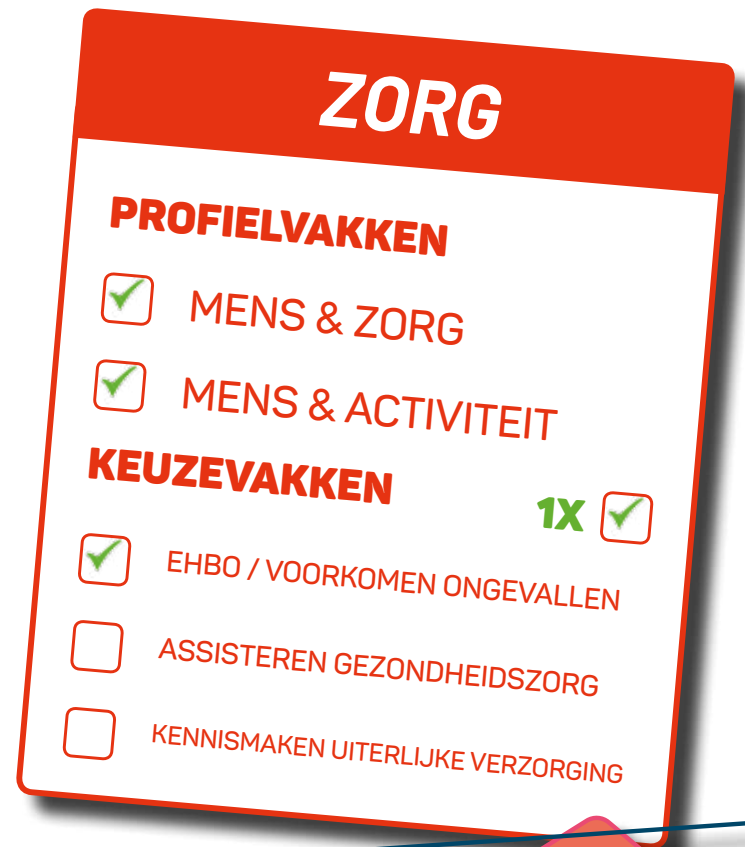 ZORG
PROFIELVAKKEN
MENS & ZORG
MENS & ACTIVITEIT
KEUZEVAKKEN 1X
EHBO / VOORKOMEN ONGEVALLEN
ASSISTEREN GEZONDHEIDSZORG
KENNISMAKEN UITERLIJKE VERZORGING